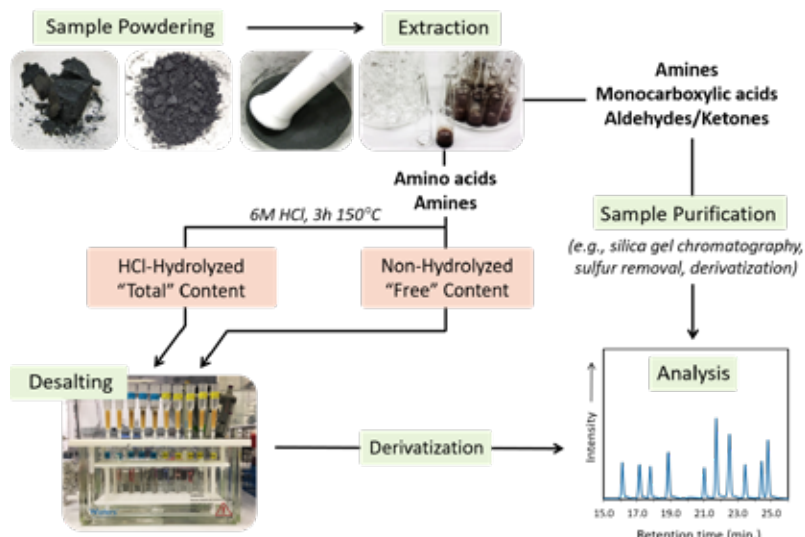 Sample Powdering
Extraction
Amines
Monocarboxylic acids
Aldehydes/Ketones
Amino acids
Amines
6M HCl, 3h 150°C
Sample Purification
(e.g., silica gel chromatography,
sulfur removal, derivatization)
HCl-Hydrolyzed
“Total” Content
Non-Hydrolyzed
“Free” Content
Desalting
Derivatization
Analysis
Intensity
15.0 17.0 19.0 21.0 23.0 25.0
Retention time (min.)